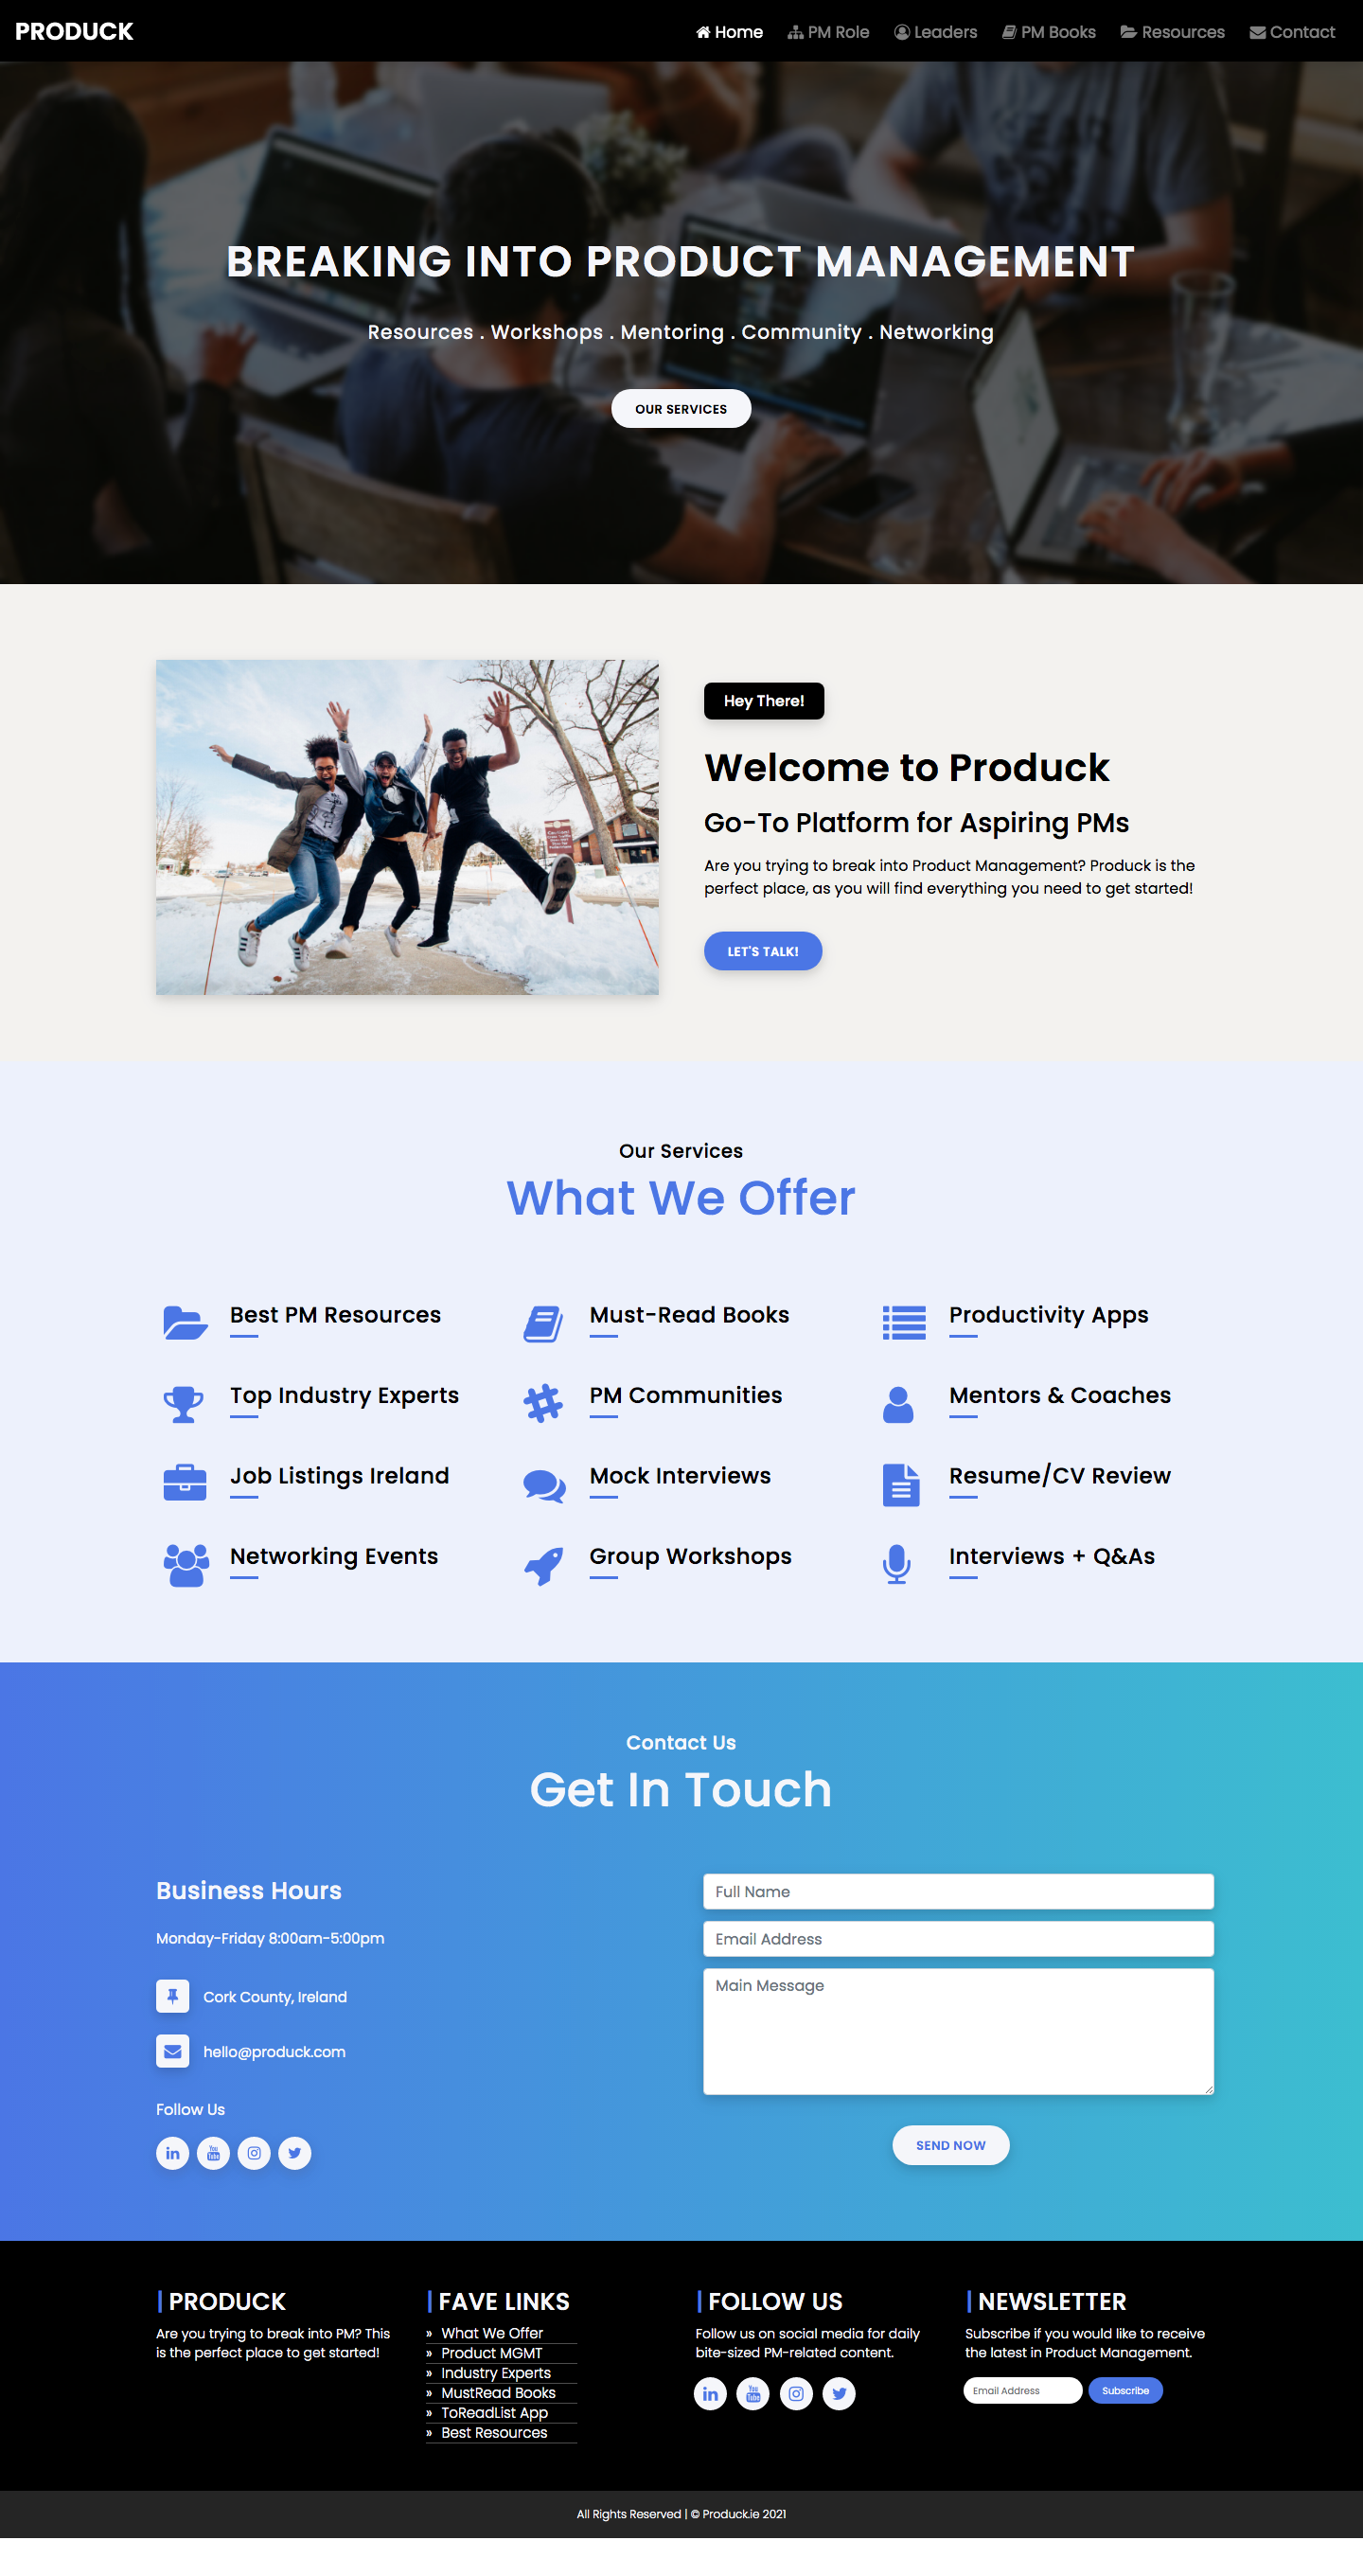 PRODUCK
Home PM Role Leaders PM Books Resources Contact
BREAKING INTO PRODUCT MANAGEMENT
Resources . Workshops . Mentoring . Community . Networking
OUR SERVICES
Hey There!
Welcome to Produck
Go-To Platform for Aspiring PMs
Are you trying to break into Product Management? Produck is the
perfect place, as you will find everything you need to get started!
LET'S TALK!
Our Services
What We Offer
Best PM Resources
Must-Read Books
Productivity Apps
Top Industry Experts
PM Communities
Mentors & Coaches
Job Listings Ireland
Mock Interviews
Resume/CV Review
Networking Events
Group Workshops
Interviews + Q&As
Contact Us
Get In Touch
Business Hours
Monday-Friday 8:00am-5:00pm
Cork County, Ireland
hello@produck.com
Follow Us
in You Tube
Full Name
Email Address
Main Message
SEND NOW
| PRODUCK
Are you trying to break into PM? This
is the perfect place to get started!
| FAVE LINKS
» What We Offer
» Product MGMT
» Industry Experts
» MustRead Books
» ToReadList App
» Best Resources
| FOLLOW US
Follow us on social media for daily
bite-sized PM-related content.
in You Tube
| NEWSLETTER
Subscribe if you would like to receive
the latest in Product Management.
Email Address Subscribe
All Rights Reserved | © Produck.ie 2021